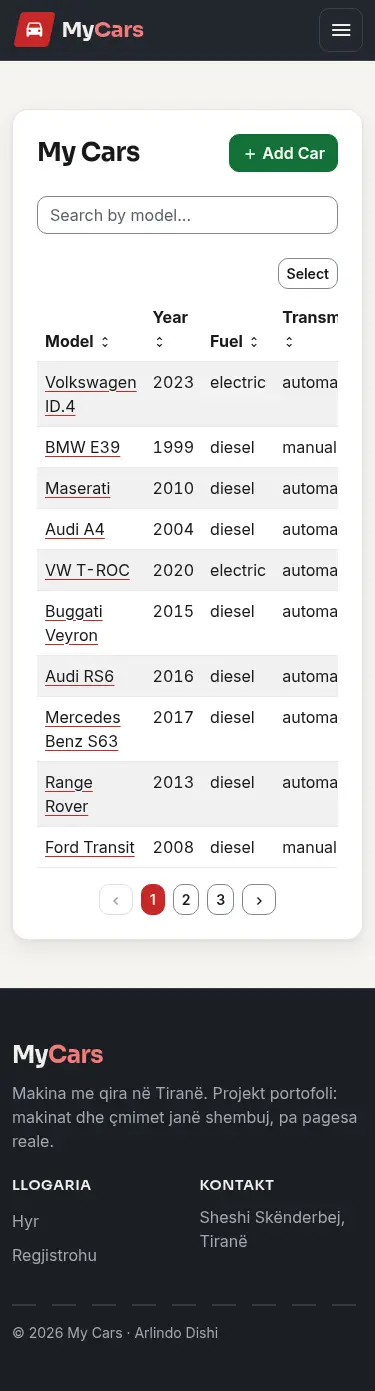 MyCars
My Cars
+ Add Car
Search by model...
Select
Model Year Fuel Transm
Volkswagen ID.4 2023 electric automa
BMW E39 1999 diesel manual
Maserati 2010 diesel automa
Audi A4 2004 diesel automa
VW T-ROC 2020 electric automa
Buggati Veyron 2015 diesel automa
Audi RS6 2016 diesel automa
Mercedes Benz S63 2017 diesel automa
Range Rover 2013 diesel automa
Ford Transit 2008 diesel manual
‹ 1 2 3 ›
MyCars
Makina me qira në Tiranë. Projekt portofoli:
makinat dhe çmimet janë shembuj, pa pagesa
reale.
LLOGARIA
Hyr
Regjistrohu
KONTAKT
Sheshi Skënderbej,
Tiranë
© 2026 My Cars · Arlindo Dishi